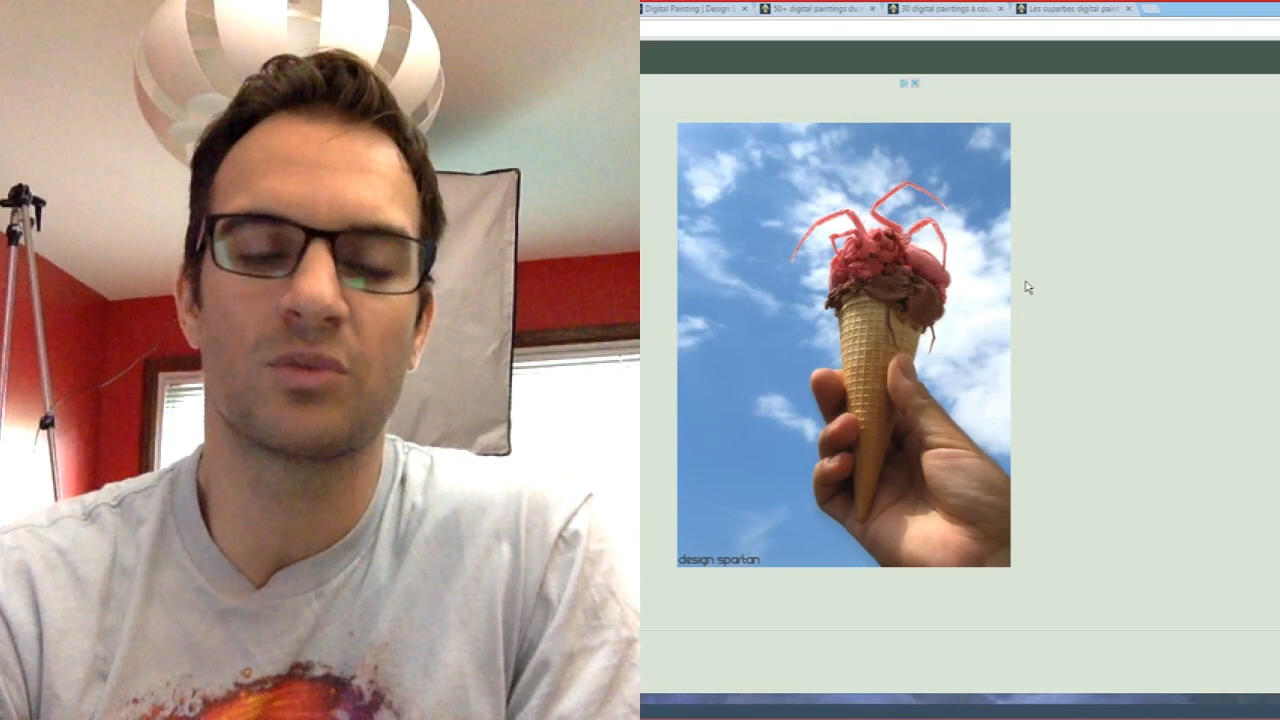 Digital Painting | Design S
50+ digital paintings du
30 digital paintings à cou
Les superbes digital paint
design spartan